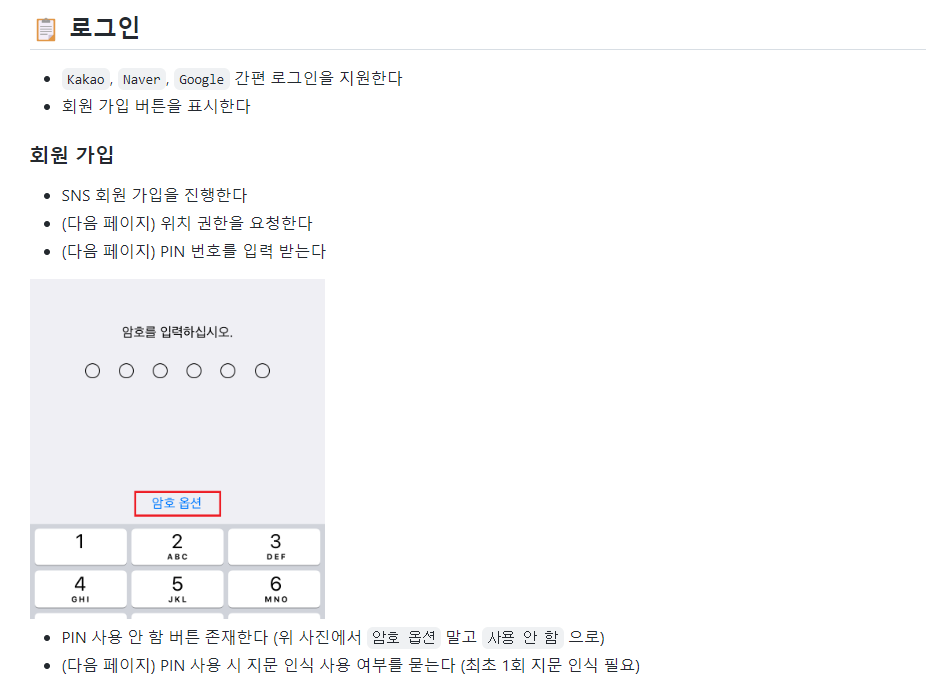 📋 로그인
Kakao, Naver, Google 간편 로그인을 지원한다
회원 가입 버튼을 표시한다
회원 가입
SNS 회원 가입을 진행한다
(다음 페이지) 위치 권한을 요청한다
(다음 페이지) PIN 번호를 입력 받는다
암호를 입력하십시오.
암호 옵션
1 2 3
ABC DEF
4 5 6
GHI JKL MNO
PIN 사용 안 함 버튼 존재한다 (위 사진에서 암호 옵션 말고 사용 안 함 으로)
(다음 페이지) PIN 사용 시 지문 인식 사용 여부를 묻는다 (최초 1회 지문 인식 필요)